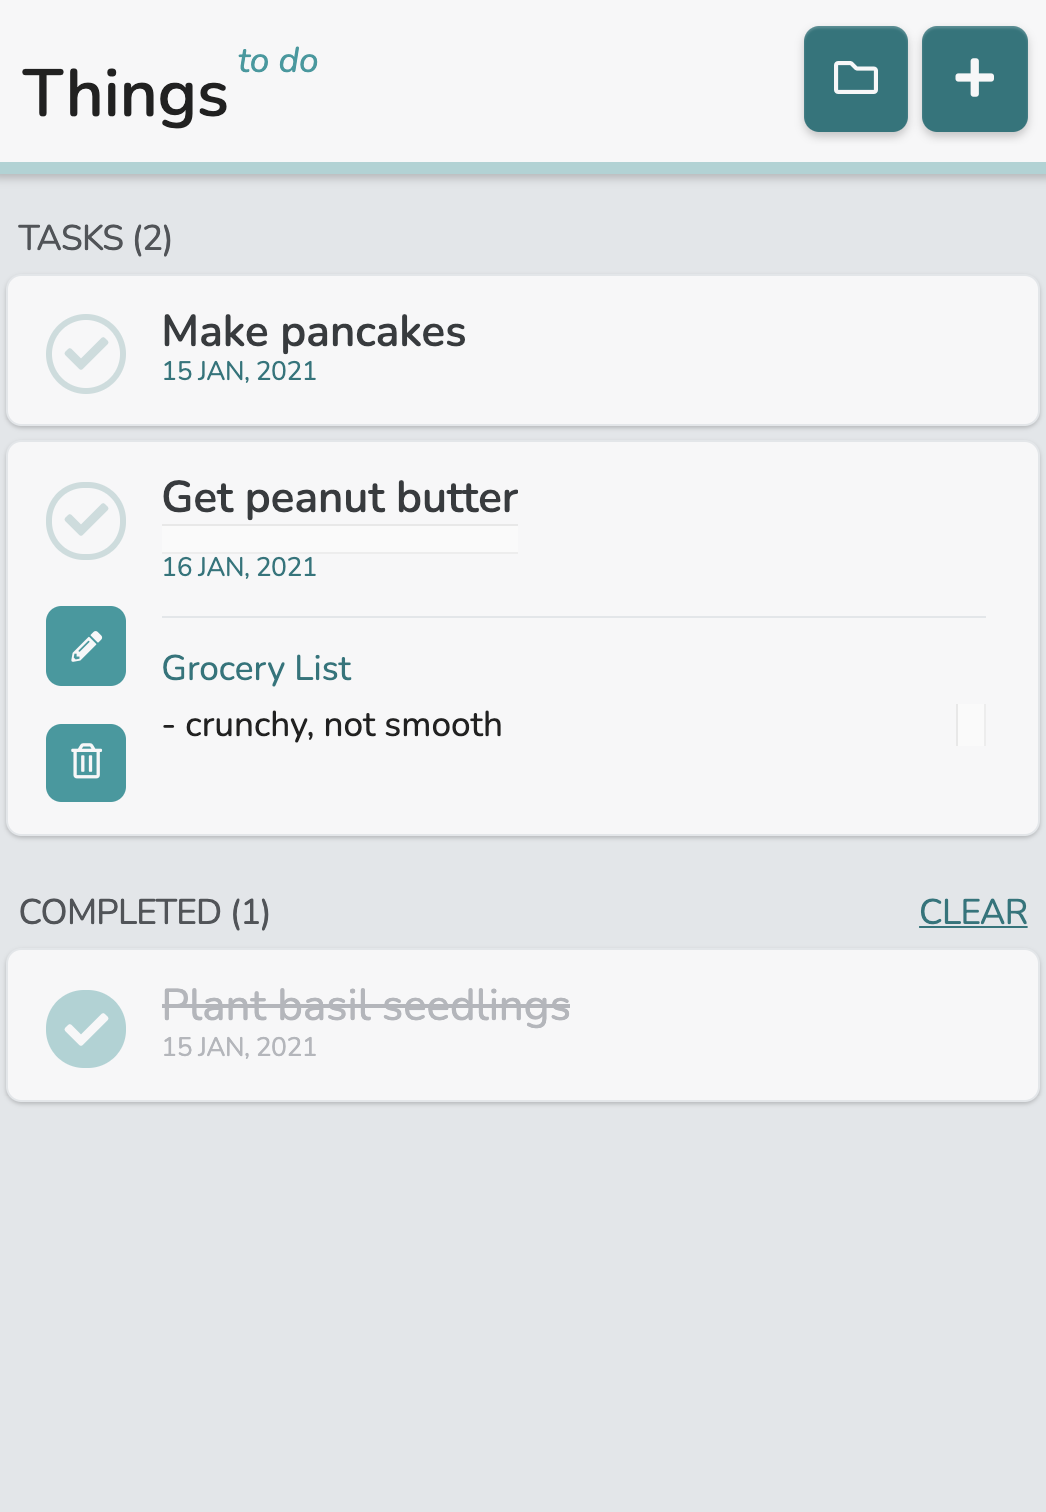 Things to do
TASKS (2)
Make pancakes
15 JAN, 2021
Get peanut butter
16 JAN, 2021
Grocery List
- crunchy, not smooth
COMPLETED (1)
CLEAR
Plant basil seedlings
15 JAN, 2021